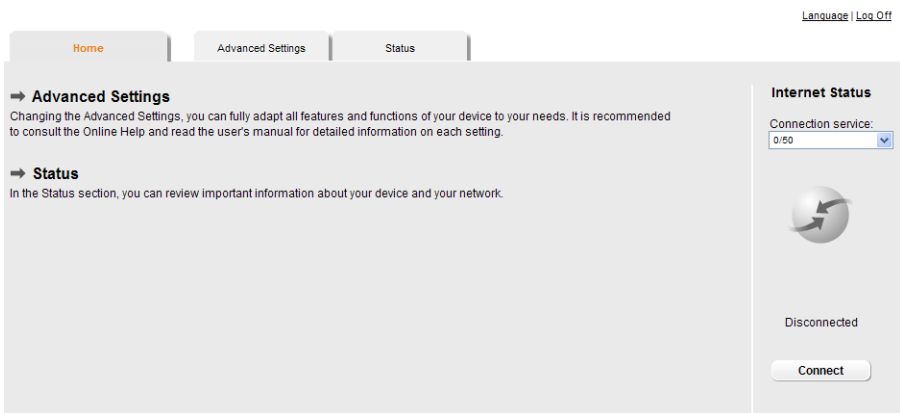 Language | Log Off
Home
Advanced Settings
Status
Advanced Settings
Changing the Advanced Settings, you can fully adapt all features and functions of your device to your needs. It is recommended
to consult the Online Help and read the user's manual for detailed information on each setting.
Status
In the Status section, you can review important information about your device and your network.
Internet Status
Connection service:
0/50
Disconnected
Connect